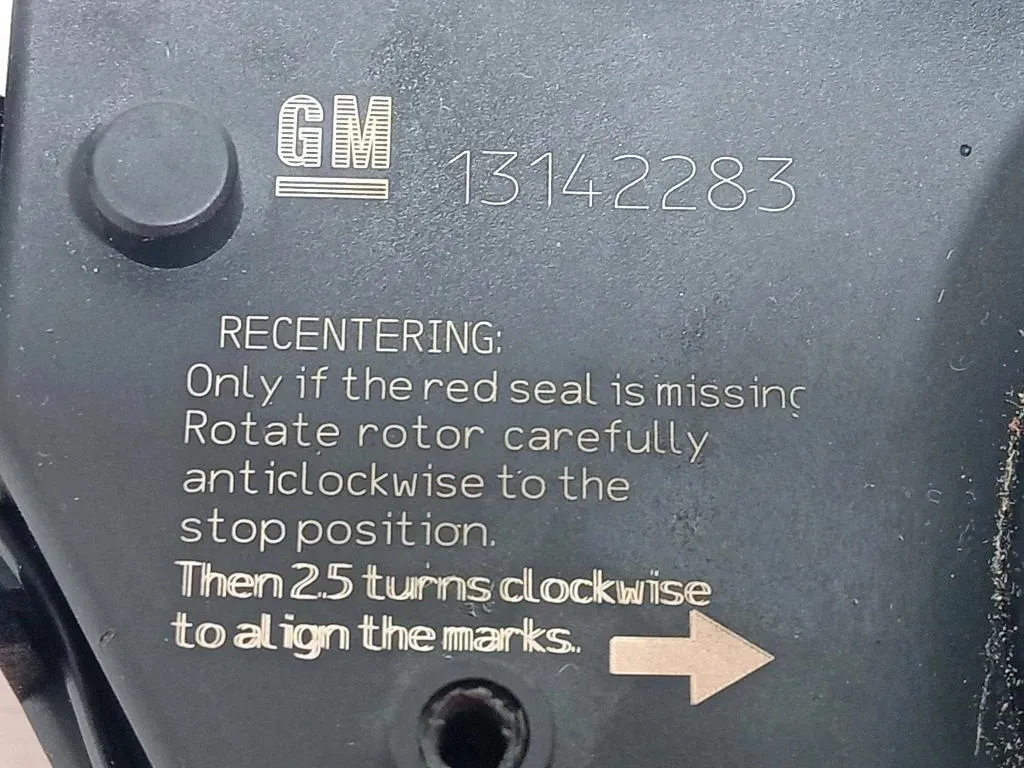 GM 13142283
RECENTERING:
Only if the red seal is missing
Rotate rotor carefully
anticlockwise to the
stop position.
Then 2.5 turns clockwise
to align the marks.